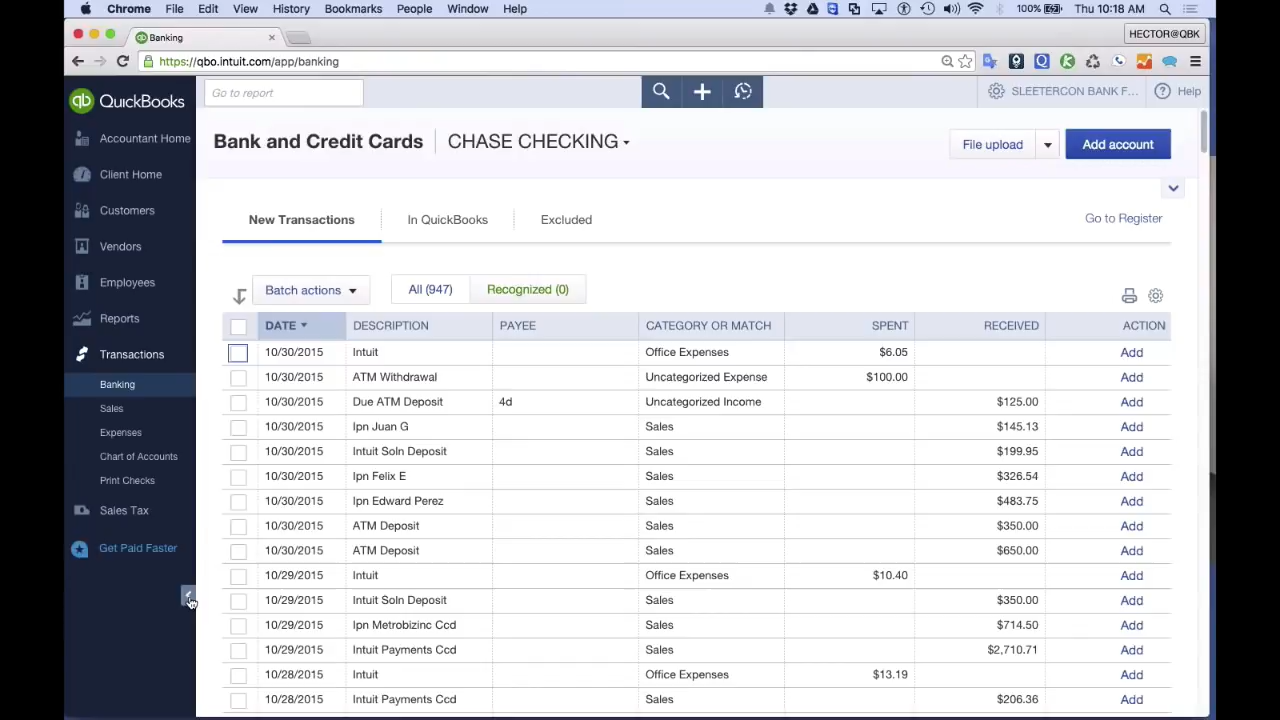 Chrome File Edit View History Bookmarks People Window Help 100% Thu 10:18 AM
Banking HECTOR@QBK
https://qbo.intuit.com/app/banking
qb QuickBooks Go to report SLEETERCON BANK F... Help
Accountant Home
Client Home
Customers
Vendors
Employees
Reports
Transactions
Banking
Sales
Expenses
Chart of Accounts
Print Checks
Sales Tax
Get Paid Faster
Bank and Credit Cards CHASE CHECKING File upload Add account
New Transactions In QuickBooks Excluded Go to Register
Batch actions All (947) Recognized (0)
DATE DESCRIPTION PAYEE CATEGORY OR MATCH SPENT RECEIVED ACTION
10/30/2015 Intuit Office Expenses $6.05 Add
10/30/2015 ATM Withdrawal Uncategorized Expense $100.00 Add
10/30/2015 Due ATM Deposit 4d Uncategorized Income $125.00 Add
10/30/2015 Ipn Juan G Sales $145.13 Add
10/30/2015 Intuit Soln Deposit Sales $199.95 Add
10/30/2015 Ipn Felix E Sales $326.54 Add
10/30/2015 Ipn Edward Perez Sales $483.75 Add
10/30/2015 ATM Deposit Sales $350.00 Add
10/30/2015 ATM Deposit Sales $650.00 Add
10/29/2015 Intuit Office Expenses $10.40 Add
10/29/2015 Intuit Soln Deposit Sales $350.00 Add
10/29/2015 Ipn Metrobizinc Ccd Sales $714.50 Add
10/29/2015 Intuit Payments Ccd Sales $2,710.71 Add
10/28/2015 Intuit Office Expenses $13.19 Add
10/28/2015 Intuit Payments Ccd Sales $206.36 Add